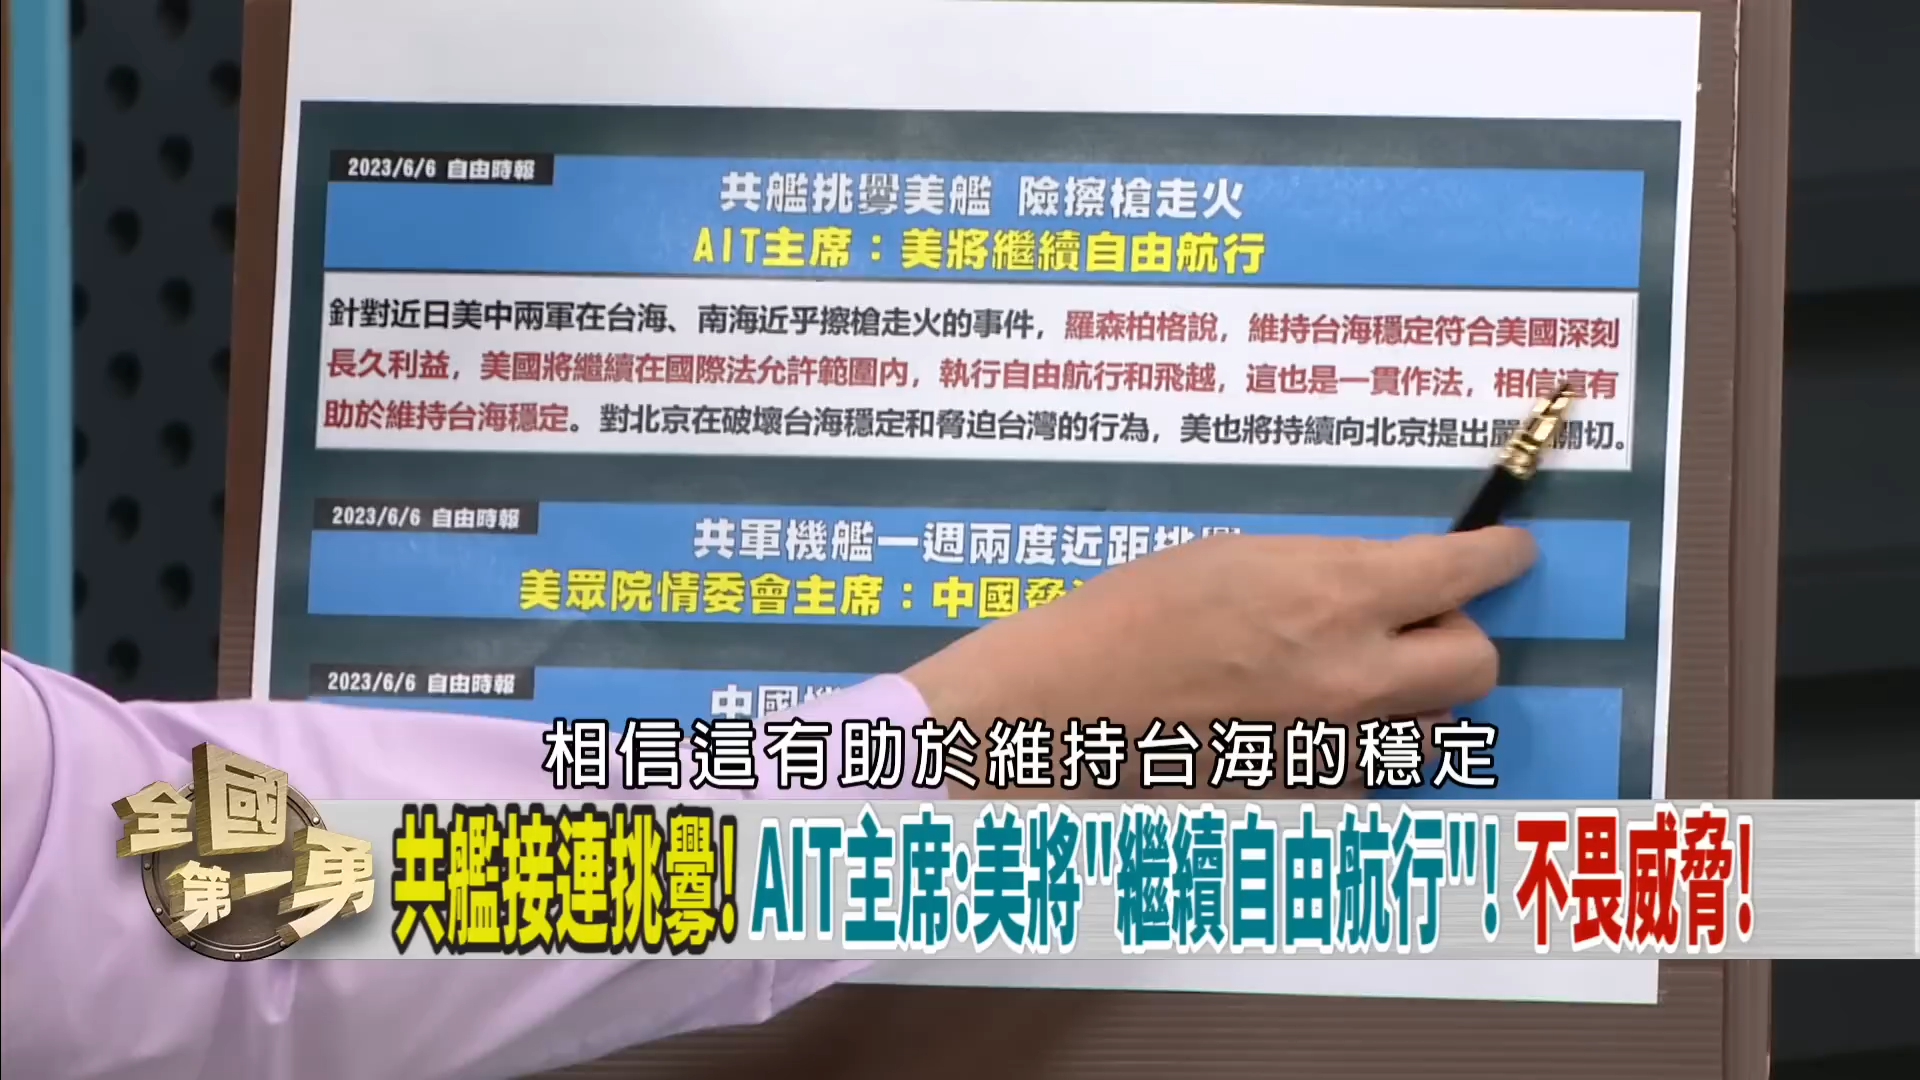 2023/6/6 自由時報
共艦挑釁美艦 險擦槍走火
AIT主席：美將繼續自由航行
針對近日美中兩軍在台海、南海近乎擦槍走火的事件，羅森柏格說，維持台海穩定符合美國深刻
長久利益，美國將繼續在國際法允許範圍內，執行自由航行和飛越，這也是一貫作法，相信這有
助於維持台海穩定。對北京在破壞台海穩定和脅迫台灣的行為，美也將持續向北京提出嚴 關切。
2023/6/6 自由時報
共軍機艦一週兩度近距挑
美眾院情委會主席：中國脅
2023/6/6 自由時報
中國機
相信這有助於維持台海的穩定
全國第一勇
共艦接連挑釁! AIT主席:美將"繼續自由航行"! 不畏威脅!